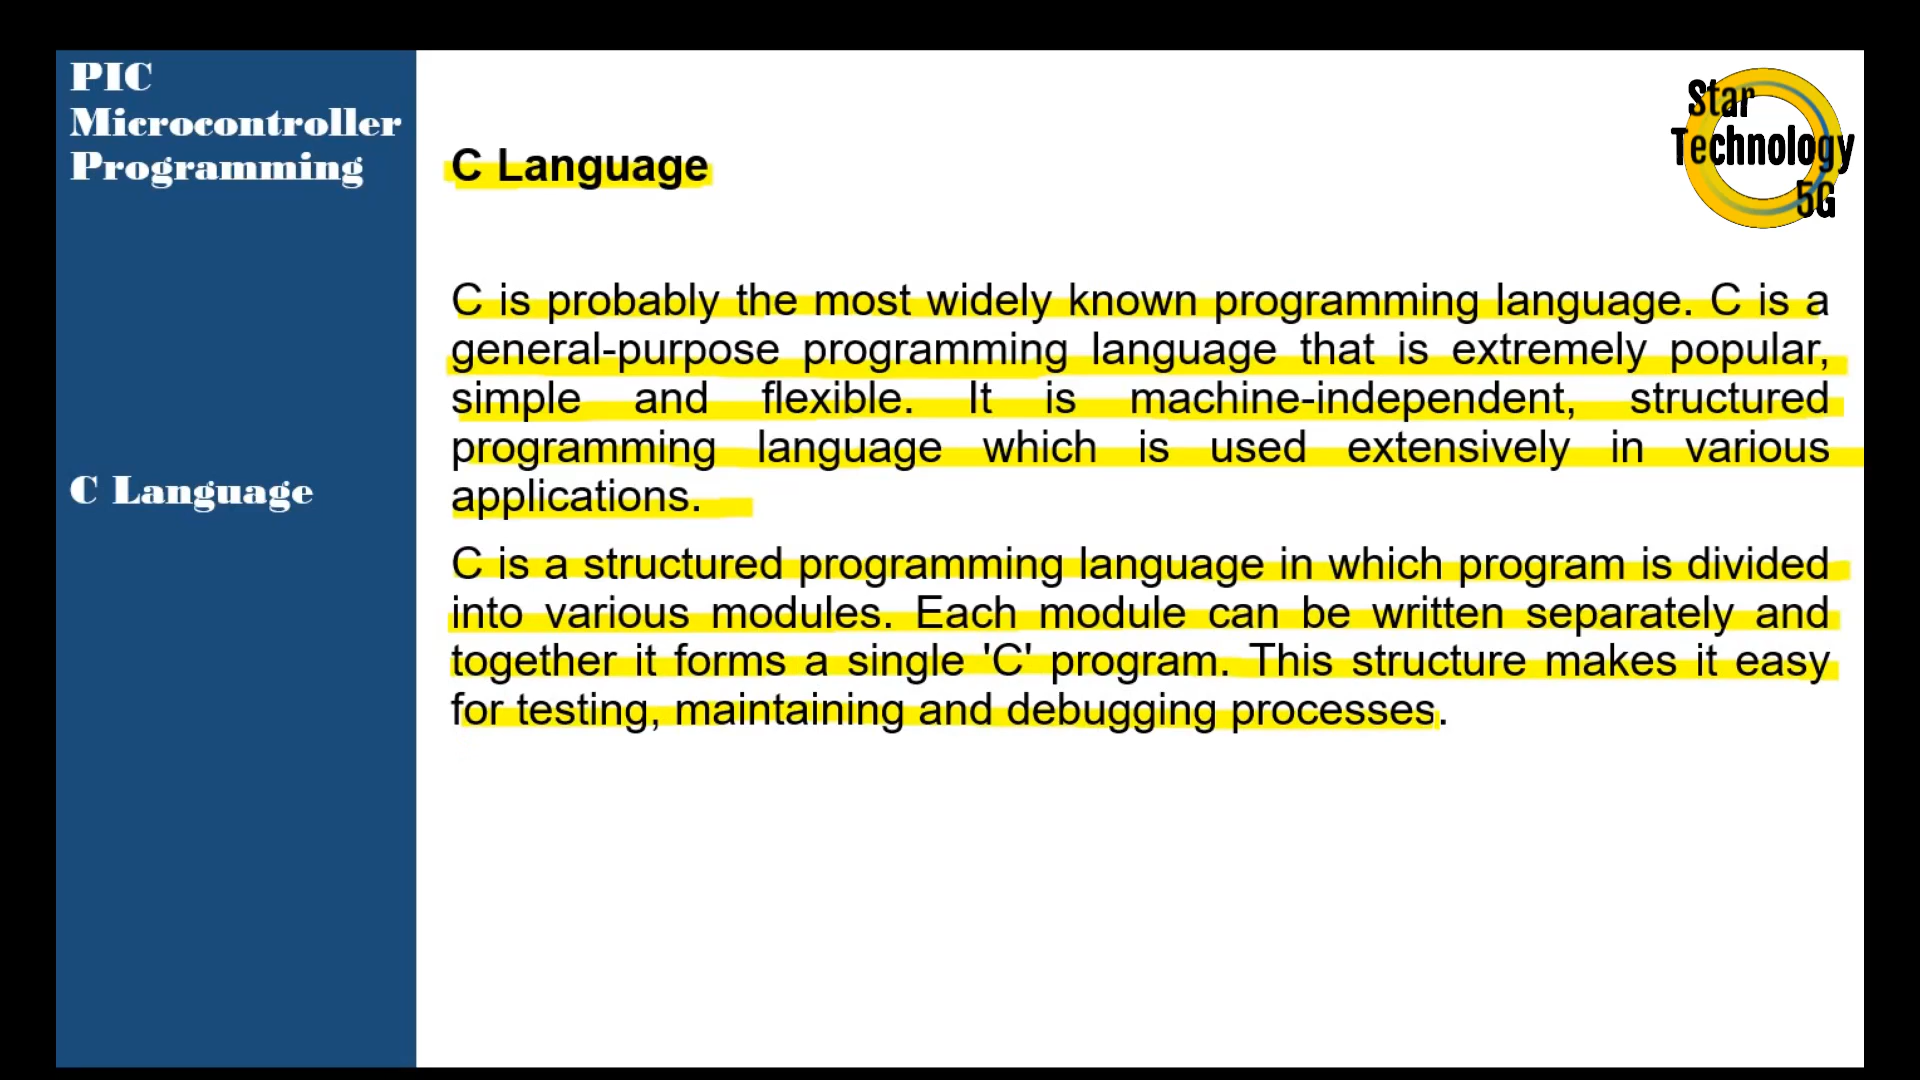 PIC
Microcontroller
Programming
C Language
Star
Technology
5G
C Language
C is probably the most widely known programming language. C is a
general-purpose programming language that is extremely popular,
simple and flexible. It is machine-independent, structured
programming language which is used extensively in various
applications.
C is a structured programming language in which program is divided
into various modules. Each module can be written separately and
together it forms a single 'C' program. This structure makes it easy
for testing, maintaining and debugging processes.